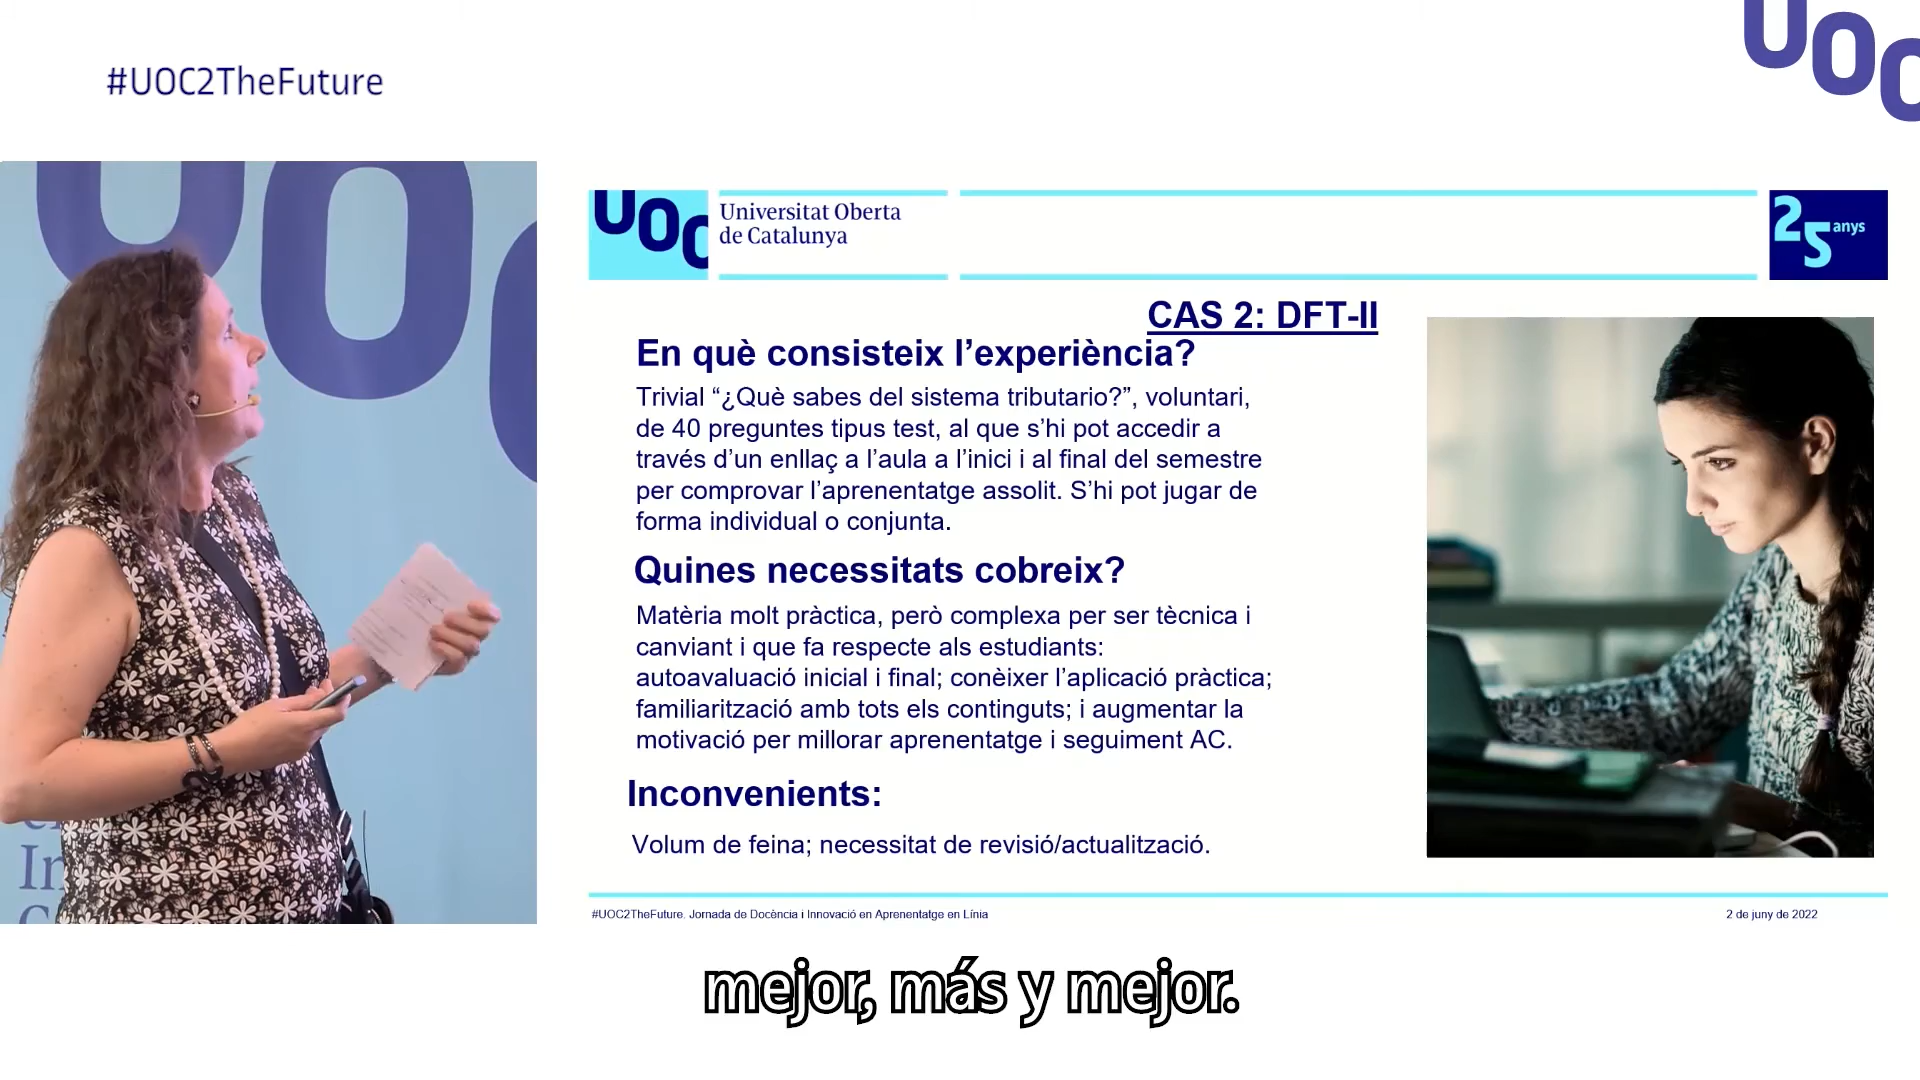 #UOC2TheFuture
UOC
UOC
Universitat Oberta
de Catalunya
25 anys
CAS 2: DFT-II
En què consisteix l’experiència?
Trivial “¿Què sabes del sistema tributario?”, voluntari,
de 40 preguntes tipus test, al que s’hi pot accedir a
través d’un enllaç a l’aula a l’inici i al final del semestre
per comprovar l’aprenentatge assolit. S’hi pot jugar de
forma individual o conjunta.
Quines necessitats cobreix?
Matèria molt pràctica, però complexa per ser tècnica i
canviant i que fa respecte als estudiants:
autoavaluació inicial i final; conèixer l’aplicació pràctica;
familiarització amb tots els continguts; i augmentar la
motivació per millorar aprenentatge i seguiment AC.
Inconvenients:
Volum de feina; necessitat de revisió/actualització.
#UOC2TheFuture. Jornada de Docència i Innovació en Aprenentatge en Línia
2 de juny de 2022
mejor, más y mejor.